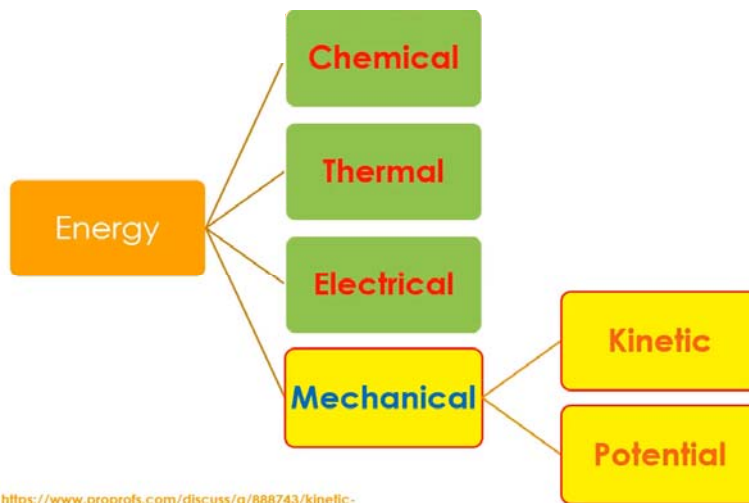 Chemical
Thermal
Energy
Electrical
Mechanical
Kinetic
Potential
https://www.proprofs.com/discuss/q/888743/kinetic-